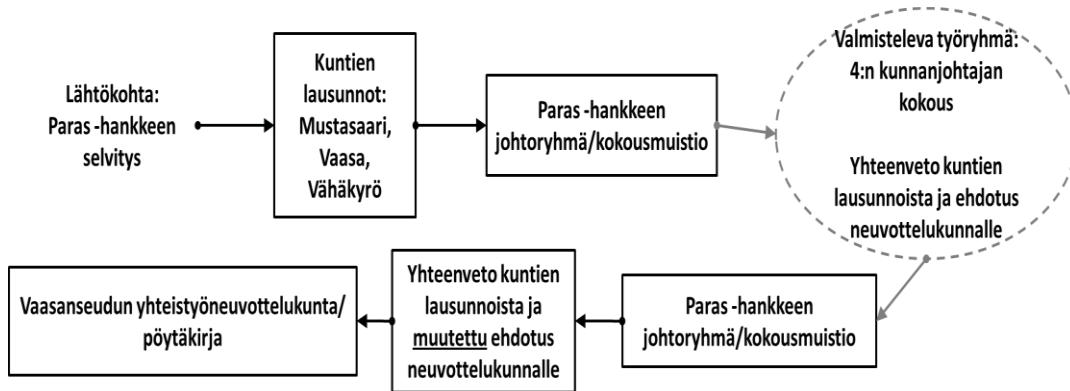 Lähtökohta:
Paras -hankkeen
selvitys
Kuntien
lausunnot:
Mustasaari,
Vaasa,
Vähäkyrö
Paras -hankkeen
johtoryhmä/kokousmuistio
Valmisteleva työryhmä:
4:n kunnanjohtajan
kokous
Yhteenveto kuntien
lausunnoista ja ehdotus
neuvottelukunnalle
Paras -hankkeen
johtoryhmä/kokousmuistio
Yhteenveto kuntien
lausunnoista ja
muutettu ehdotus
neuvottelukunnalle
Vaasanseudun yhteistyöneuvottelukunta/
pöytäkirja